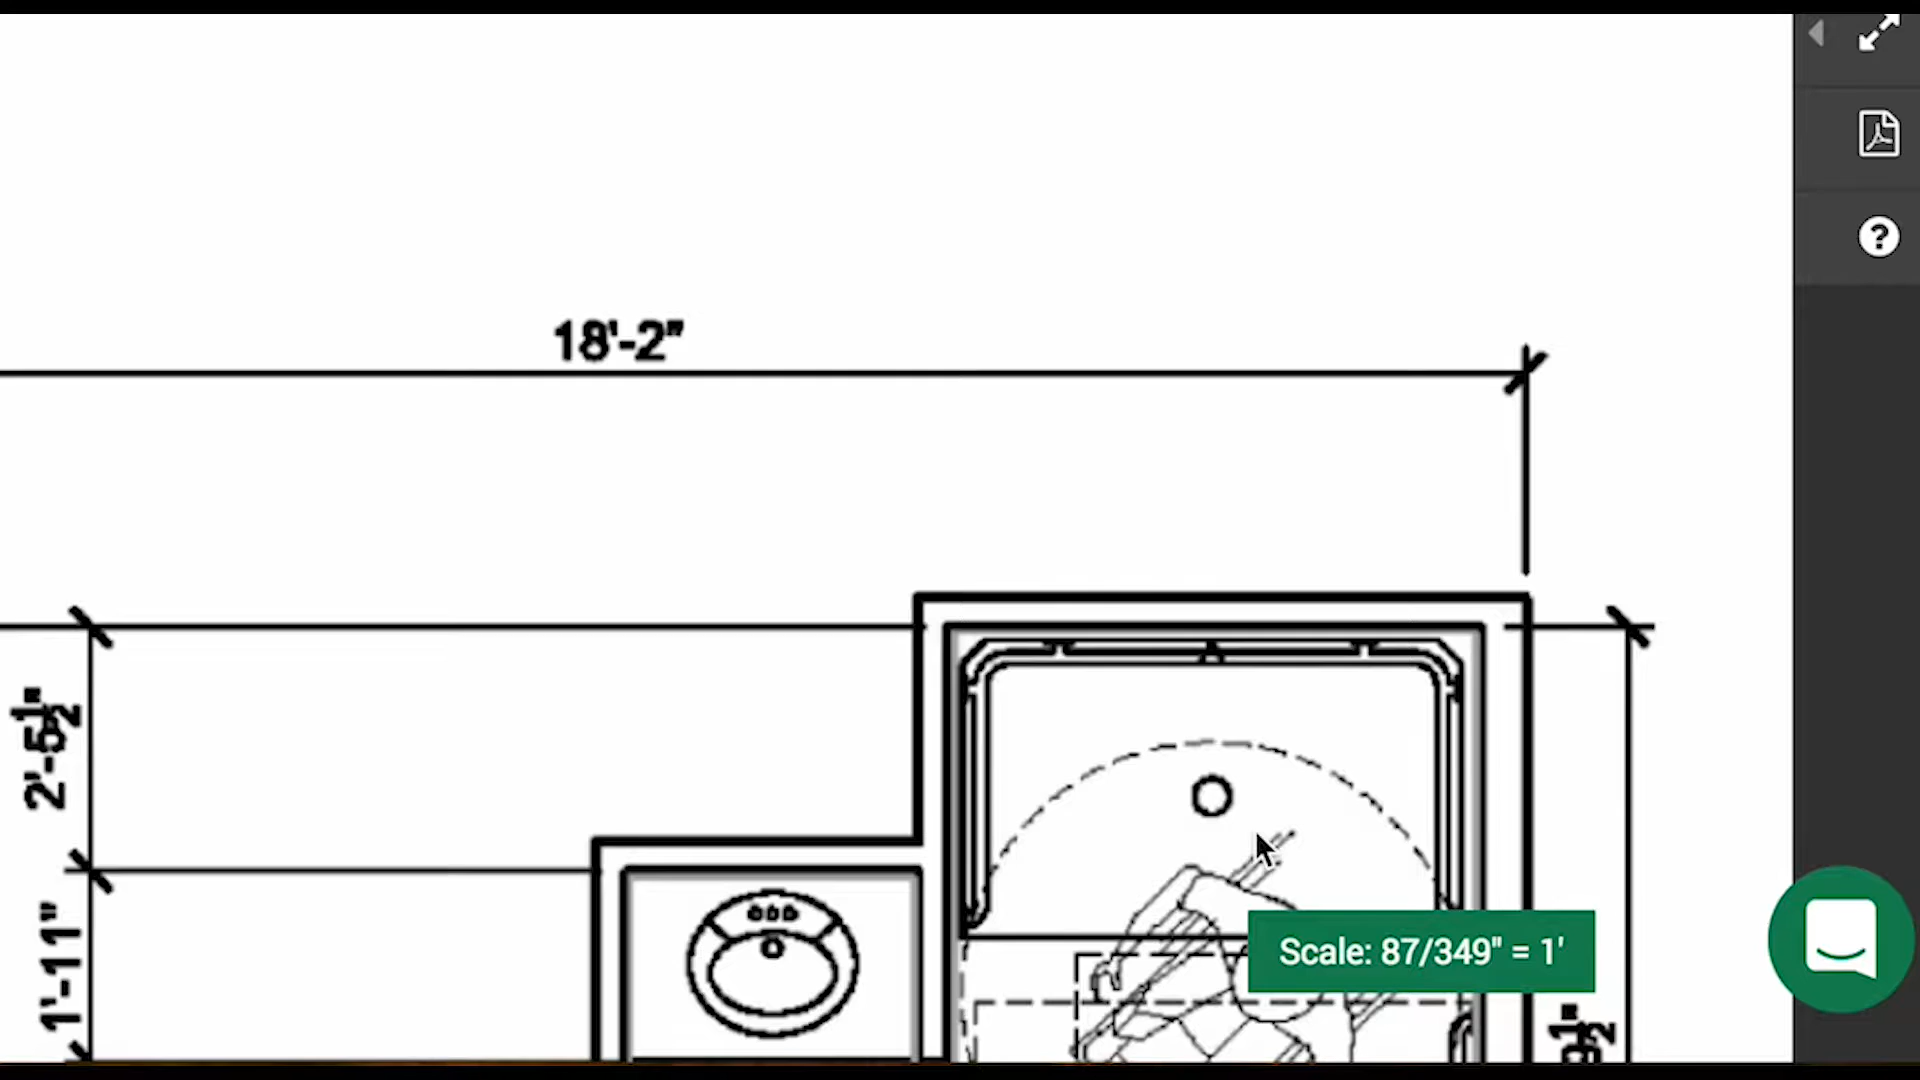 18'-2"
2'-5½"
1'-11"
Scale: 87/349" = 1'
?